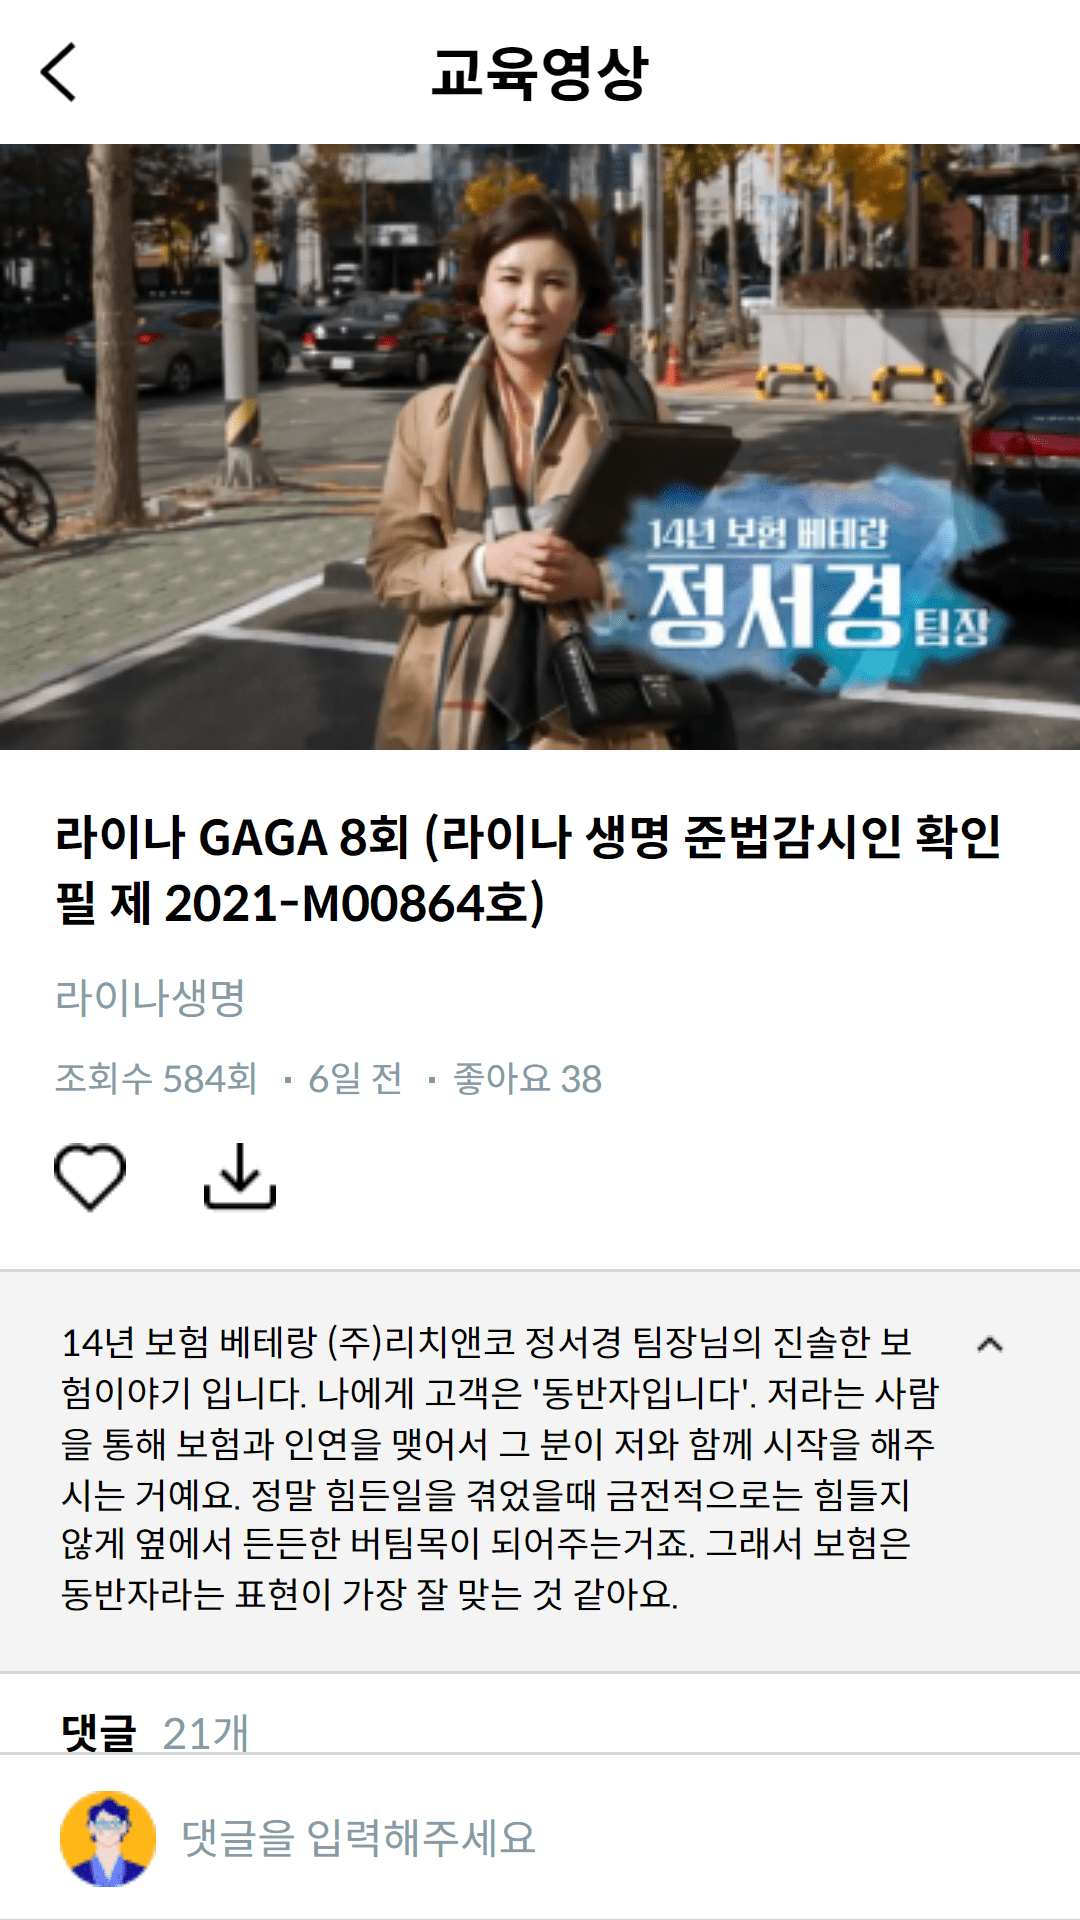 교육영상
14년 보험 베테랑
정서경 팀장
라이나 GAGA 8회 (라이나 생명 준법감시인 확인
필 제 2021-M00864호)
라이나생명
조회수 584회 · 6일 전 · 좋아요 38
14년 보험 베테랑 (주)리치앤코 정서경 팀장님의 진솔한 보
험이야기 입니다. 나에게 고객은 '동반자입니다'. 저라는 사람
을 통해 보험과 인연을 맺어서 그 분이 저와 함께 시작을 해주
시는 거예요. 정말 힘든일을 겪었을때 금전적으로는 힘들지
않게 옆에서 든든한 버팀목이 되어주는거죠. 그래서 보험은
동반자라는 표현이 가장 잘 맞는 것 같아요.
댓글 21개
댓글을 입력해주세요